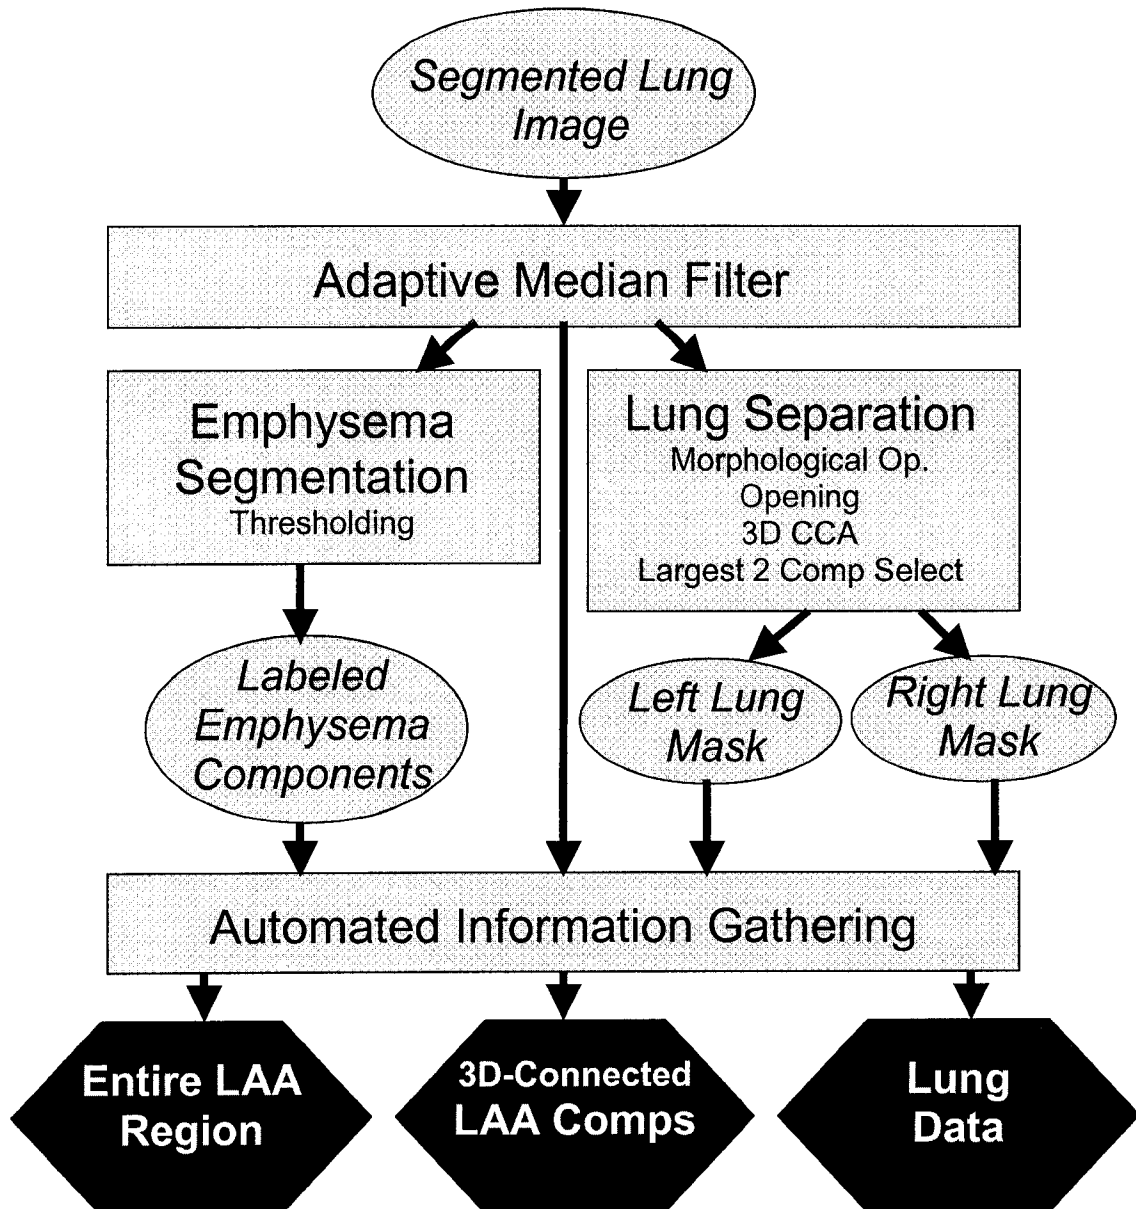 Segmented Lung
Image
Adaptive Median Filter
Emphysema
Segmentation
Thresholding
Lung Separation
Morphological Op.
Opening
3D CCA
Largest 2 Comp Select
Labeled
Emphysema
Components
Left Lung
Mask
Right Lung
Mask
Automated Information Gathering
Entire LAA
Region
3D-Connected
LAA Comps
Lung
Data